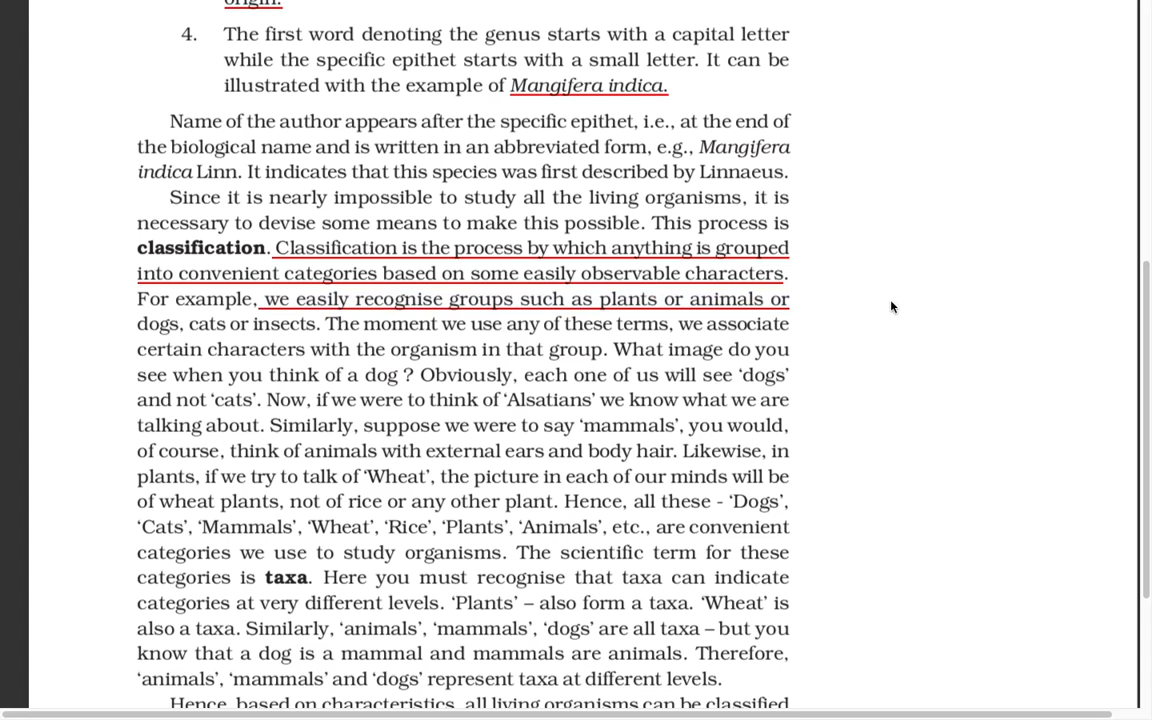 origin.
4. The first word denoting the genus starts with a capital letter
while the specific epithet starts with a small letter. It can be
illustrated with the example of Mangifera indica.
Name of the author appears after the specific epithet, i.e., at the end of
the biological name and is written in an abbreviated form, e.g., Mangifera
indica Linn. It indicates that this species was first described by Linnaeus.
Since it is nearly impossible to study all the living organisms, it is
necessary to devise some means to make this possible. This process is
classification. Classification is the process by which anything is grouped
into convenient categories based on some easily observable characters.
For example, we easily recognise groups such as plants or animals or
dogs, cats or insects. The moment we use any of these terms, we associate
certain characters with the organism in that group. What image do you
see when you think of a dog ? Obviously, each one of us will see ‘dogs’
and not ‘cats’. Now, if we were to think of ‘Alsatians’ we know what we are
talking about. Similarly, suppose we were to say ‘mammals’, you would,
of course, think of animals with external ears and body hair. Likewise, in
plants, if we try to talk of ‘Wheat’, the picture in each of our minds will be
of wheat plants, not of rice or any other plant. Hence, all these - ‘Dogs’,
‘Cats’, ‘Mammals’, ‘Wheat’, ‘Rice’, ‘Plants’, ‘Animals’, etc., are convenient
categories we use to study organisms. The scientific term for these
categories is taxa. Here you must recognise that taxa can indicate
categories at very different levels. ‘Plants’ – also form a taxa. ‘Wheat’ is
also a taxa. Similarly, ‘animals’, ‘mammals’, ‘dogs’ are all taxa – but you
know that a dog is a mammal and mammals are animals. Therefore,
‘animals’, ‘mammals’ and ‘dogs’ represent taxa at different levels.
Hence, based on characteristics, all living organisms can be classified